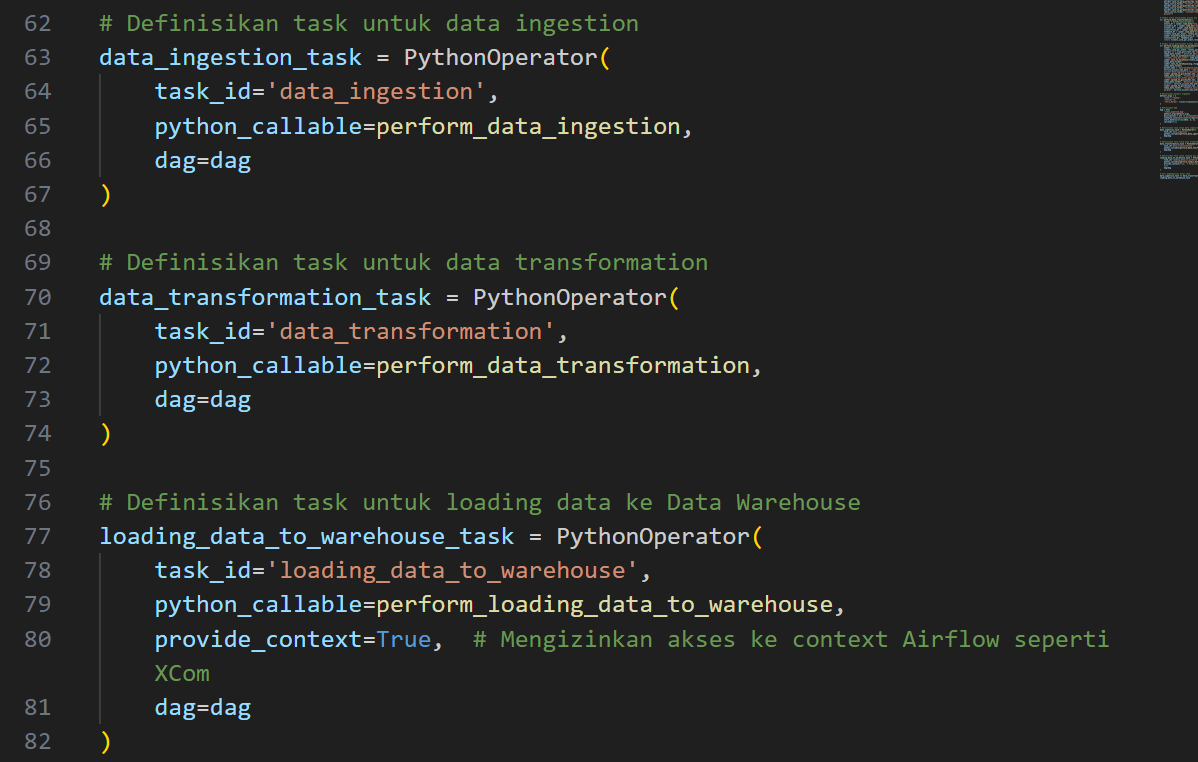 62 # Definisikan task untuk data ingestion
63 data_ingestion_task = PythonOperator(
64 task_id='data_ingestion',
65 python_callable=perform_data_ingestion,
66 dag=dag
67 )
68
69 # Definisikan task untuk data transformation
70 data_transformation_task = PythonOperator(
71 task_id='data_transformation',
72 python_callable=perform_data_transformation,
73 dag=dag
74 )
75
76 # Definisikan task untuk loading data ke Data Warehouse
77 loading_data_to_warehouse_task = PythonOperator(
78 task_id='loading_data_to_warehouse',
79 python_callable=perform_loading_data_to_warehouse,
80 provide_context=True,  # Mengizinkan akses ke context Airflow seperti
XCom
81 dag=dag
82 )